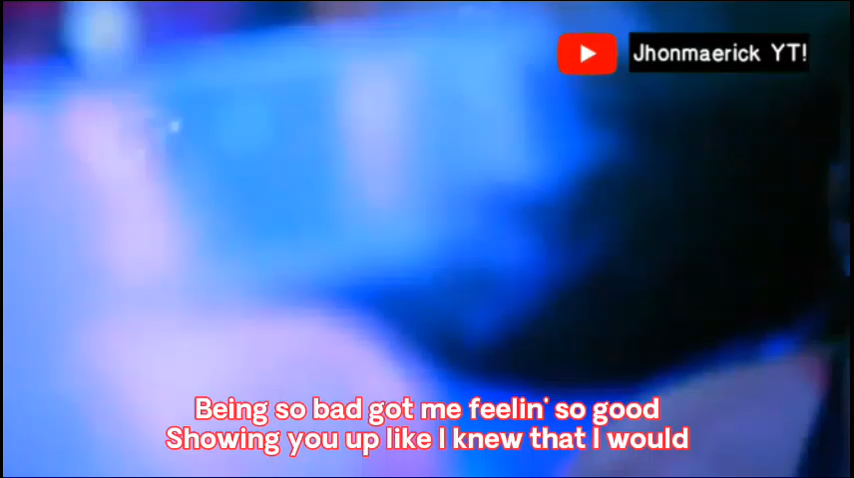 Jhonmaerick YT!
Being so bad got me feelin' so good
Showing you up like I knew that I would